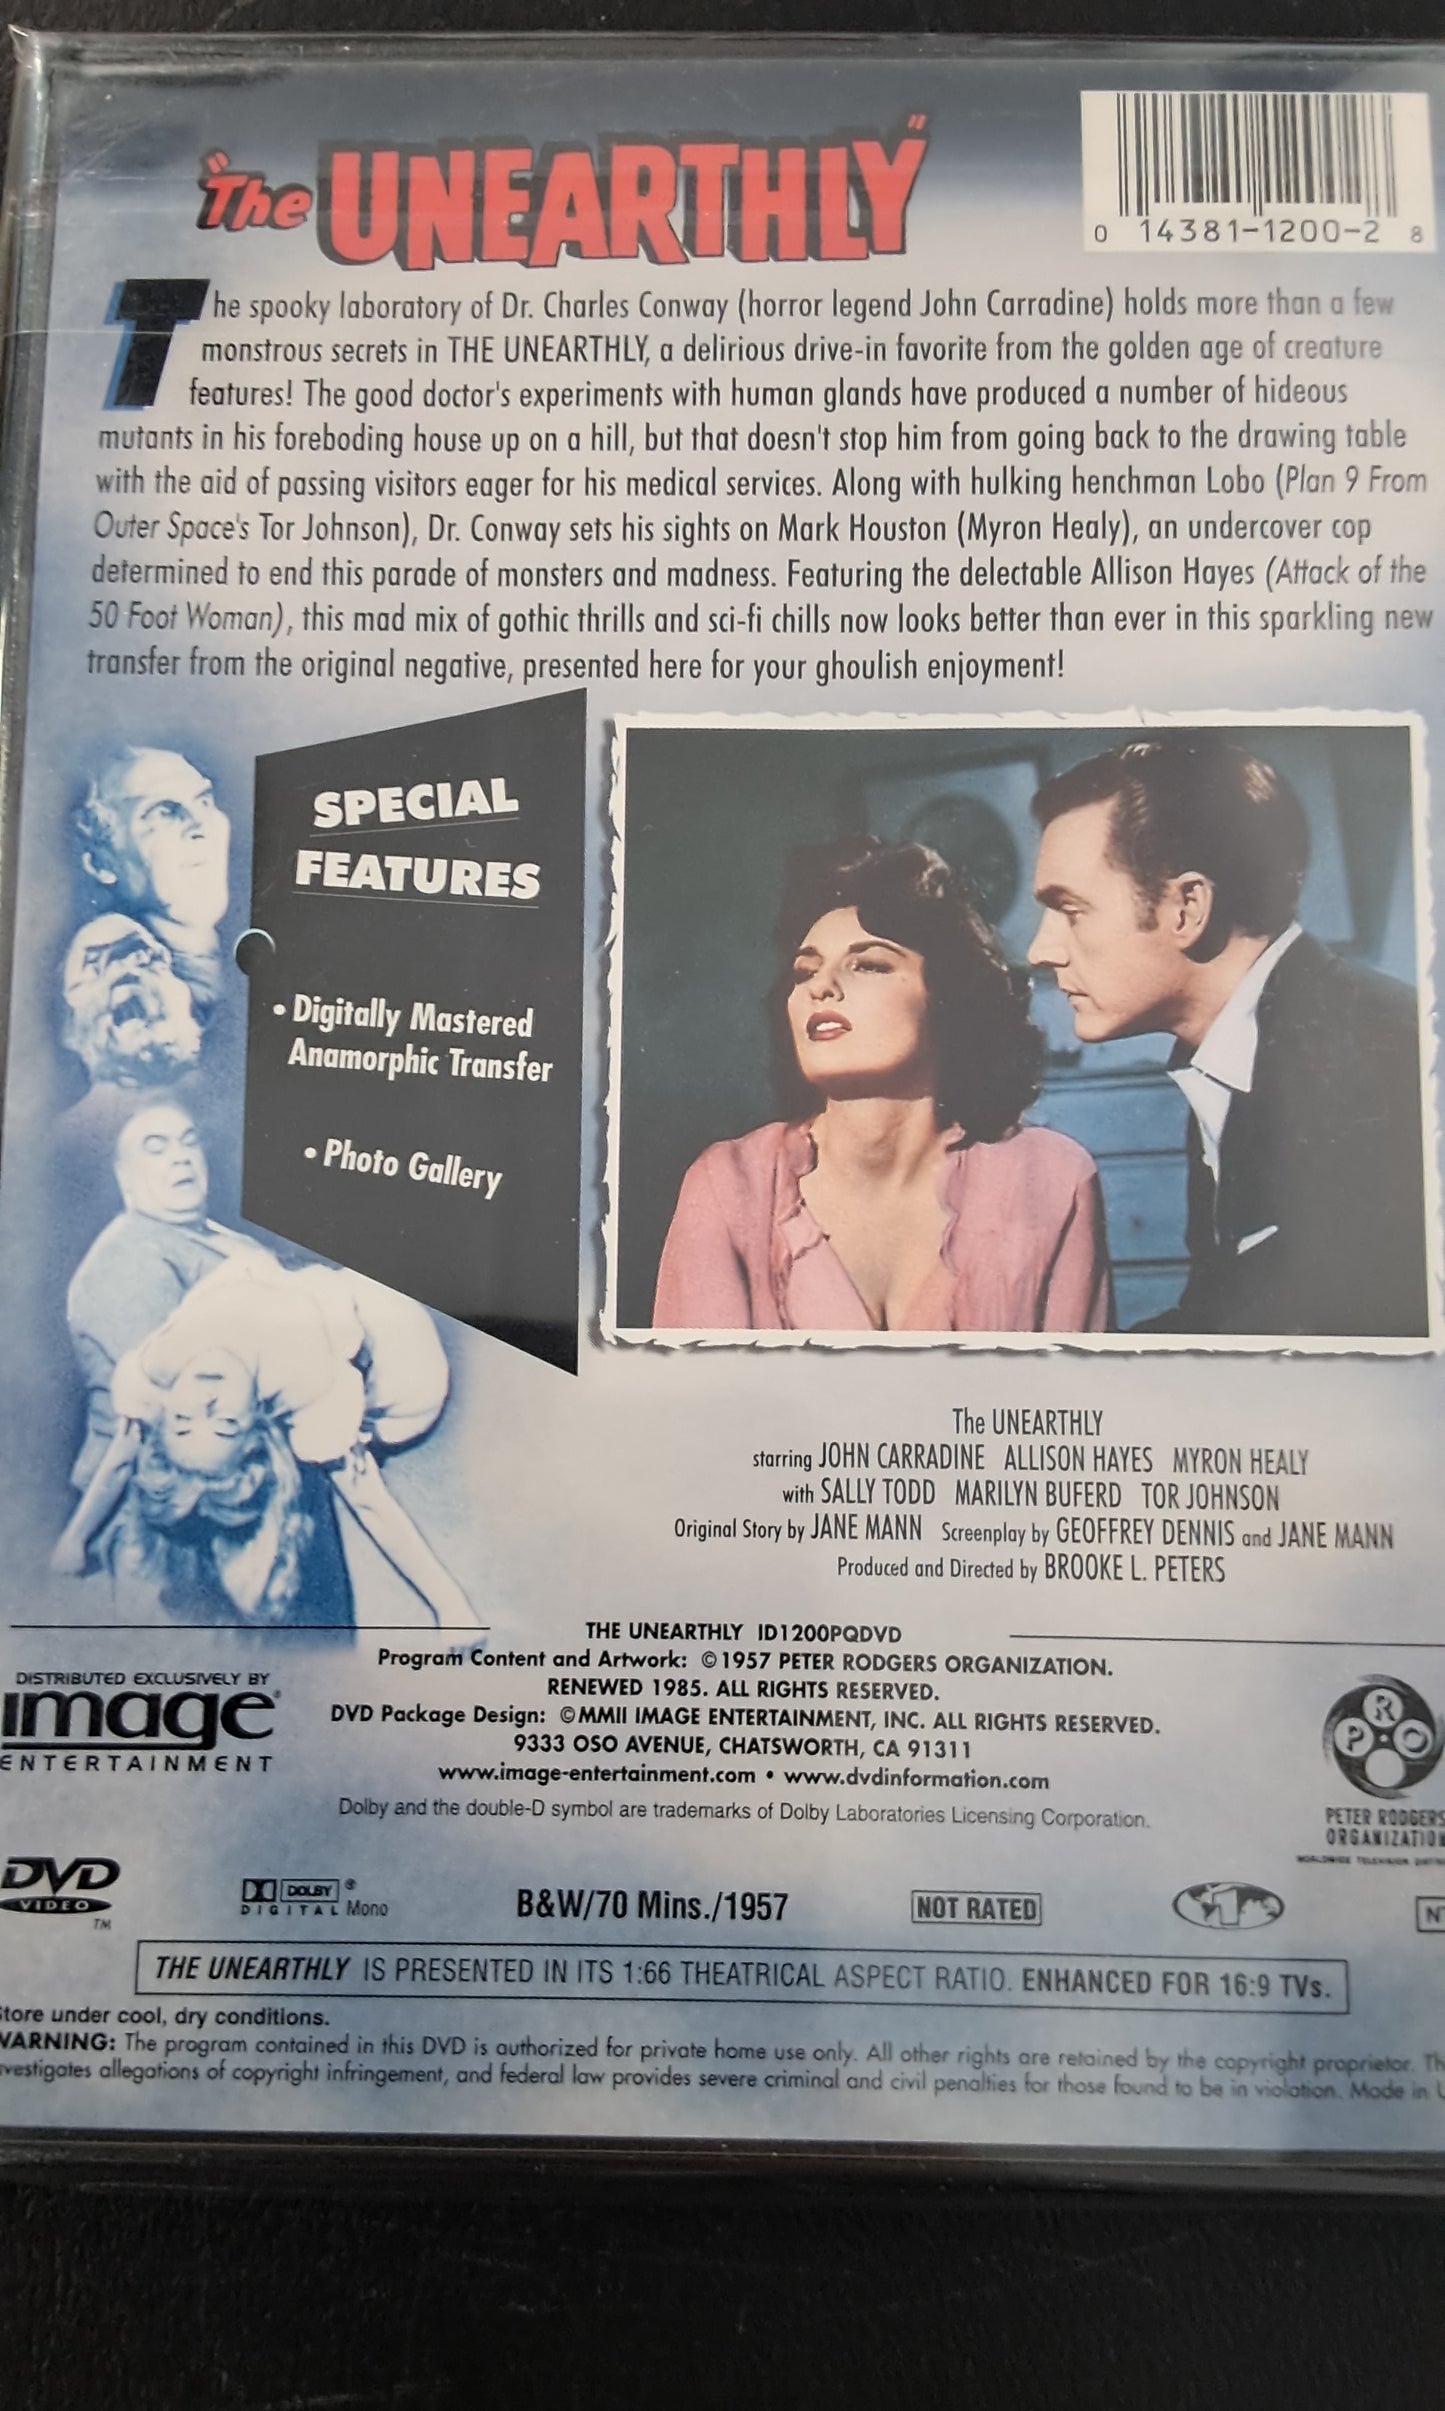 "The UNEARTHLY"
0 14381-1200-2 8
The spooky laboratory of Dr. Charles Conway (horror legend John Carradine) holds more than a few
monstrous secrets in THE UNEARTHLY, a delirious drive-in favorite from the golden age of creature
features! The good doctor's experiments with human glands have produced a number of hideous
mutants in his foreboding house up on a hill, but that doesn't stop him from going back to the drawing table
with the aid of passing visitors eager for his medical services. Along with hulking henchman Lobo (Plan 9 From
Outer Space's Tor Johnson), Dr. Conway sets his sights on Mark Houston (Myron Healy), an undercover cop
determined to end this parade of monsters and madness. Featuring the delectable Allison Hayes (Attack of the
50 Foot Woman), this mad mix of gothic thrills and sci-fi chills now looks better than ever in this sparkling new
transfer from the original negative, presented here for your ghoulish enjoyment!
SPECIAL
FEATURES
• Digitally Mastered
Anamorphic Transfer
• Photo Gallery
The UNEARTHLY
starring JOHN CARRADINE ALLISON HAYES MYRON HEALY
with SALLY TODD MARILYN BUFERD TOR JOHNSON
Original Story by JANE MANN Screenplay by GEOFFREY DENNIS and JANE MANN
Produced and Directed by BROOKE L. PETERS
THE UNEARTHLY ID1200PQDVD
Program Content and Artwork: ©1957 PETER RODGERS ORGANIZATION.
RENEWED 1985. ALL RIGHTS RESERVED.
DVD Package Design: ©MMII IMAGE ENTERTAINMENT, INC. ALL RIGHTS RESERVED.
9333 OSO AVENUE, CHATSWORTH, CA 91311
www.image-entertainment.com • www.dvdinformation.com
Dolby and the double-D symbol are trademarks of Dolby Laboratories Licensing Corporation.
DISTRIBUTED EXCLUSIVELY BY
image®
ENTERTAINMENT
PRO
PETER RODGERS
ORGANIZATION
DVD
VIDEO
TM
DOLBY ®
DIGITAL Mono
B&W/70 Mins./1957
NOT RATED
1
THE UNEARTHLY IS PRESENTED IN ITS 1:66 THEATRICAL ASPECT RATIO. ENHANCED FOR 16:9 TVs.
tore under cool, dry conditions.
WARNING: The program contained in this DVD is authorized for private home use only. All other rights are retained by the copyright proprietor. Th
vestigates allegations of copyright infringement, and federal law provides severe criminal and civil penalties for those found to be in violation. Made in U